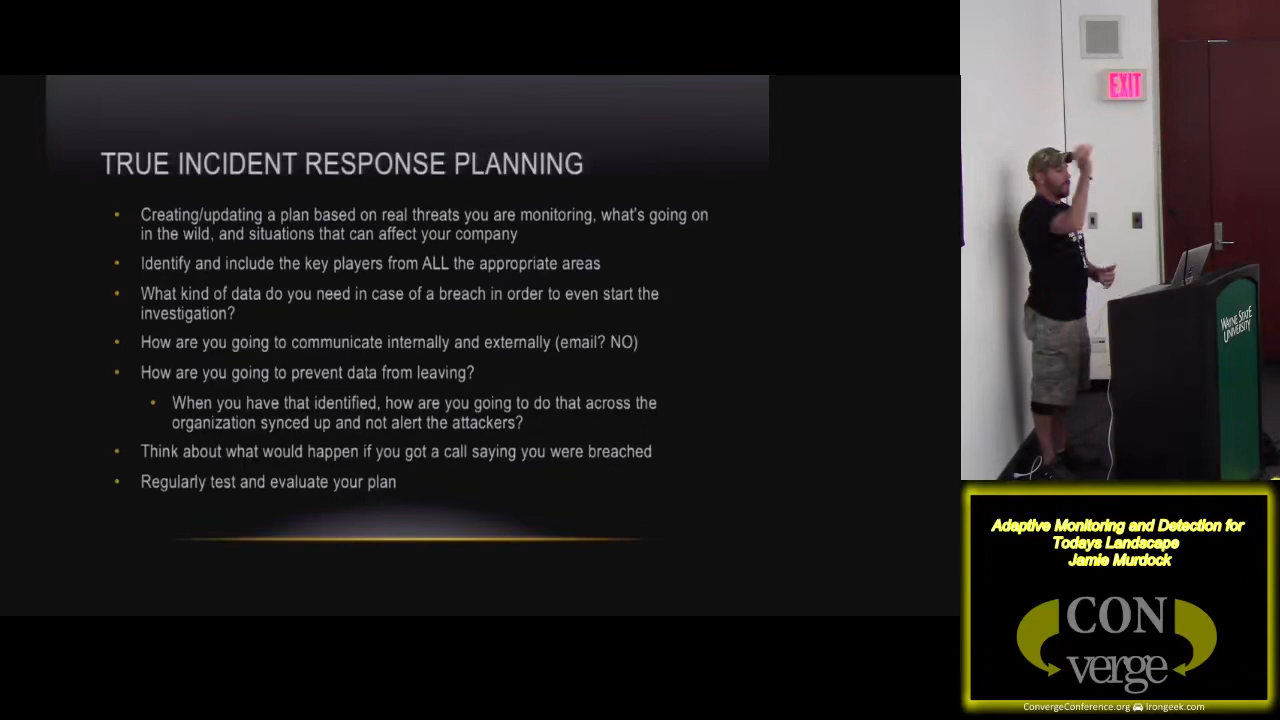 TRUE INCIDENT RESPONSE PLANNING
• Creating/updating a plan based on real threats you are monitoring, what's going on
in the wild, and situations that can affect your company
• Identify and include the key players from ALL the appropriate areas
• What kind of data do you need in case of a breach in order to even start the
investigation?
• How are you going to communicate internally and externally (email? NO)
• How are you going to prevent data from leaving?
• When you have that identified, how are you going to do that across the
organization synced up and not alert the attackers?
• Think about what would happen if you got a call saying you were breached
• Regularly test and evaluate your plan
EXIT
WAYNE STATE
UNIVERSITY
Adaptive Monitoring and Detection for
Todays Landscape
Jamie Murdock
CON
verge
ConvergeConference.org Irongeek.com